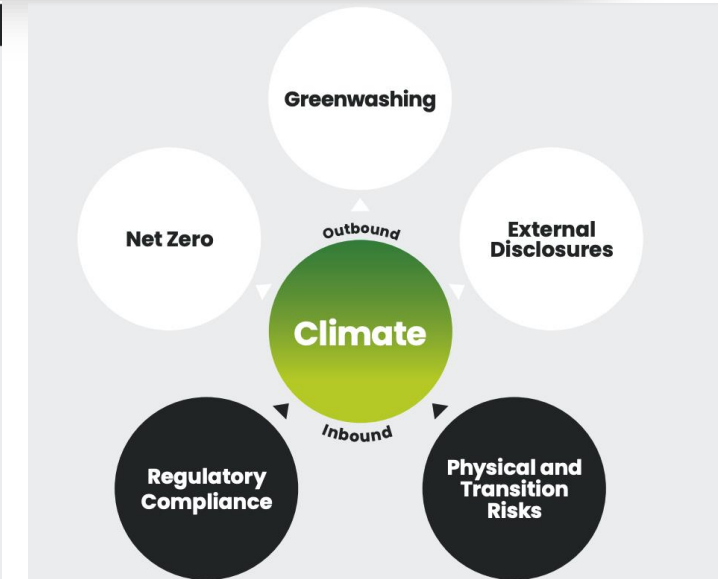 Greenwashing
Net Zero
External
Disclosures
Outbound
Climate
Inbound
Regulatory
Compliance
Physical and
Transition
Risks